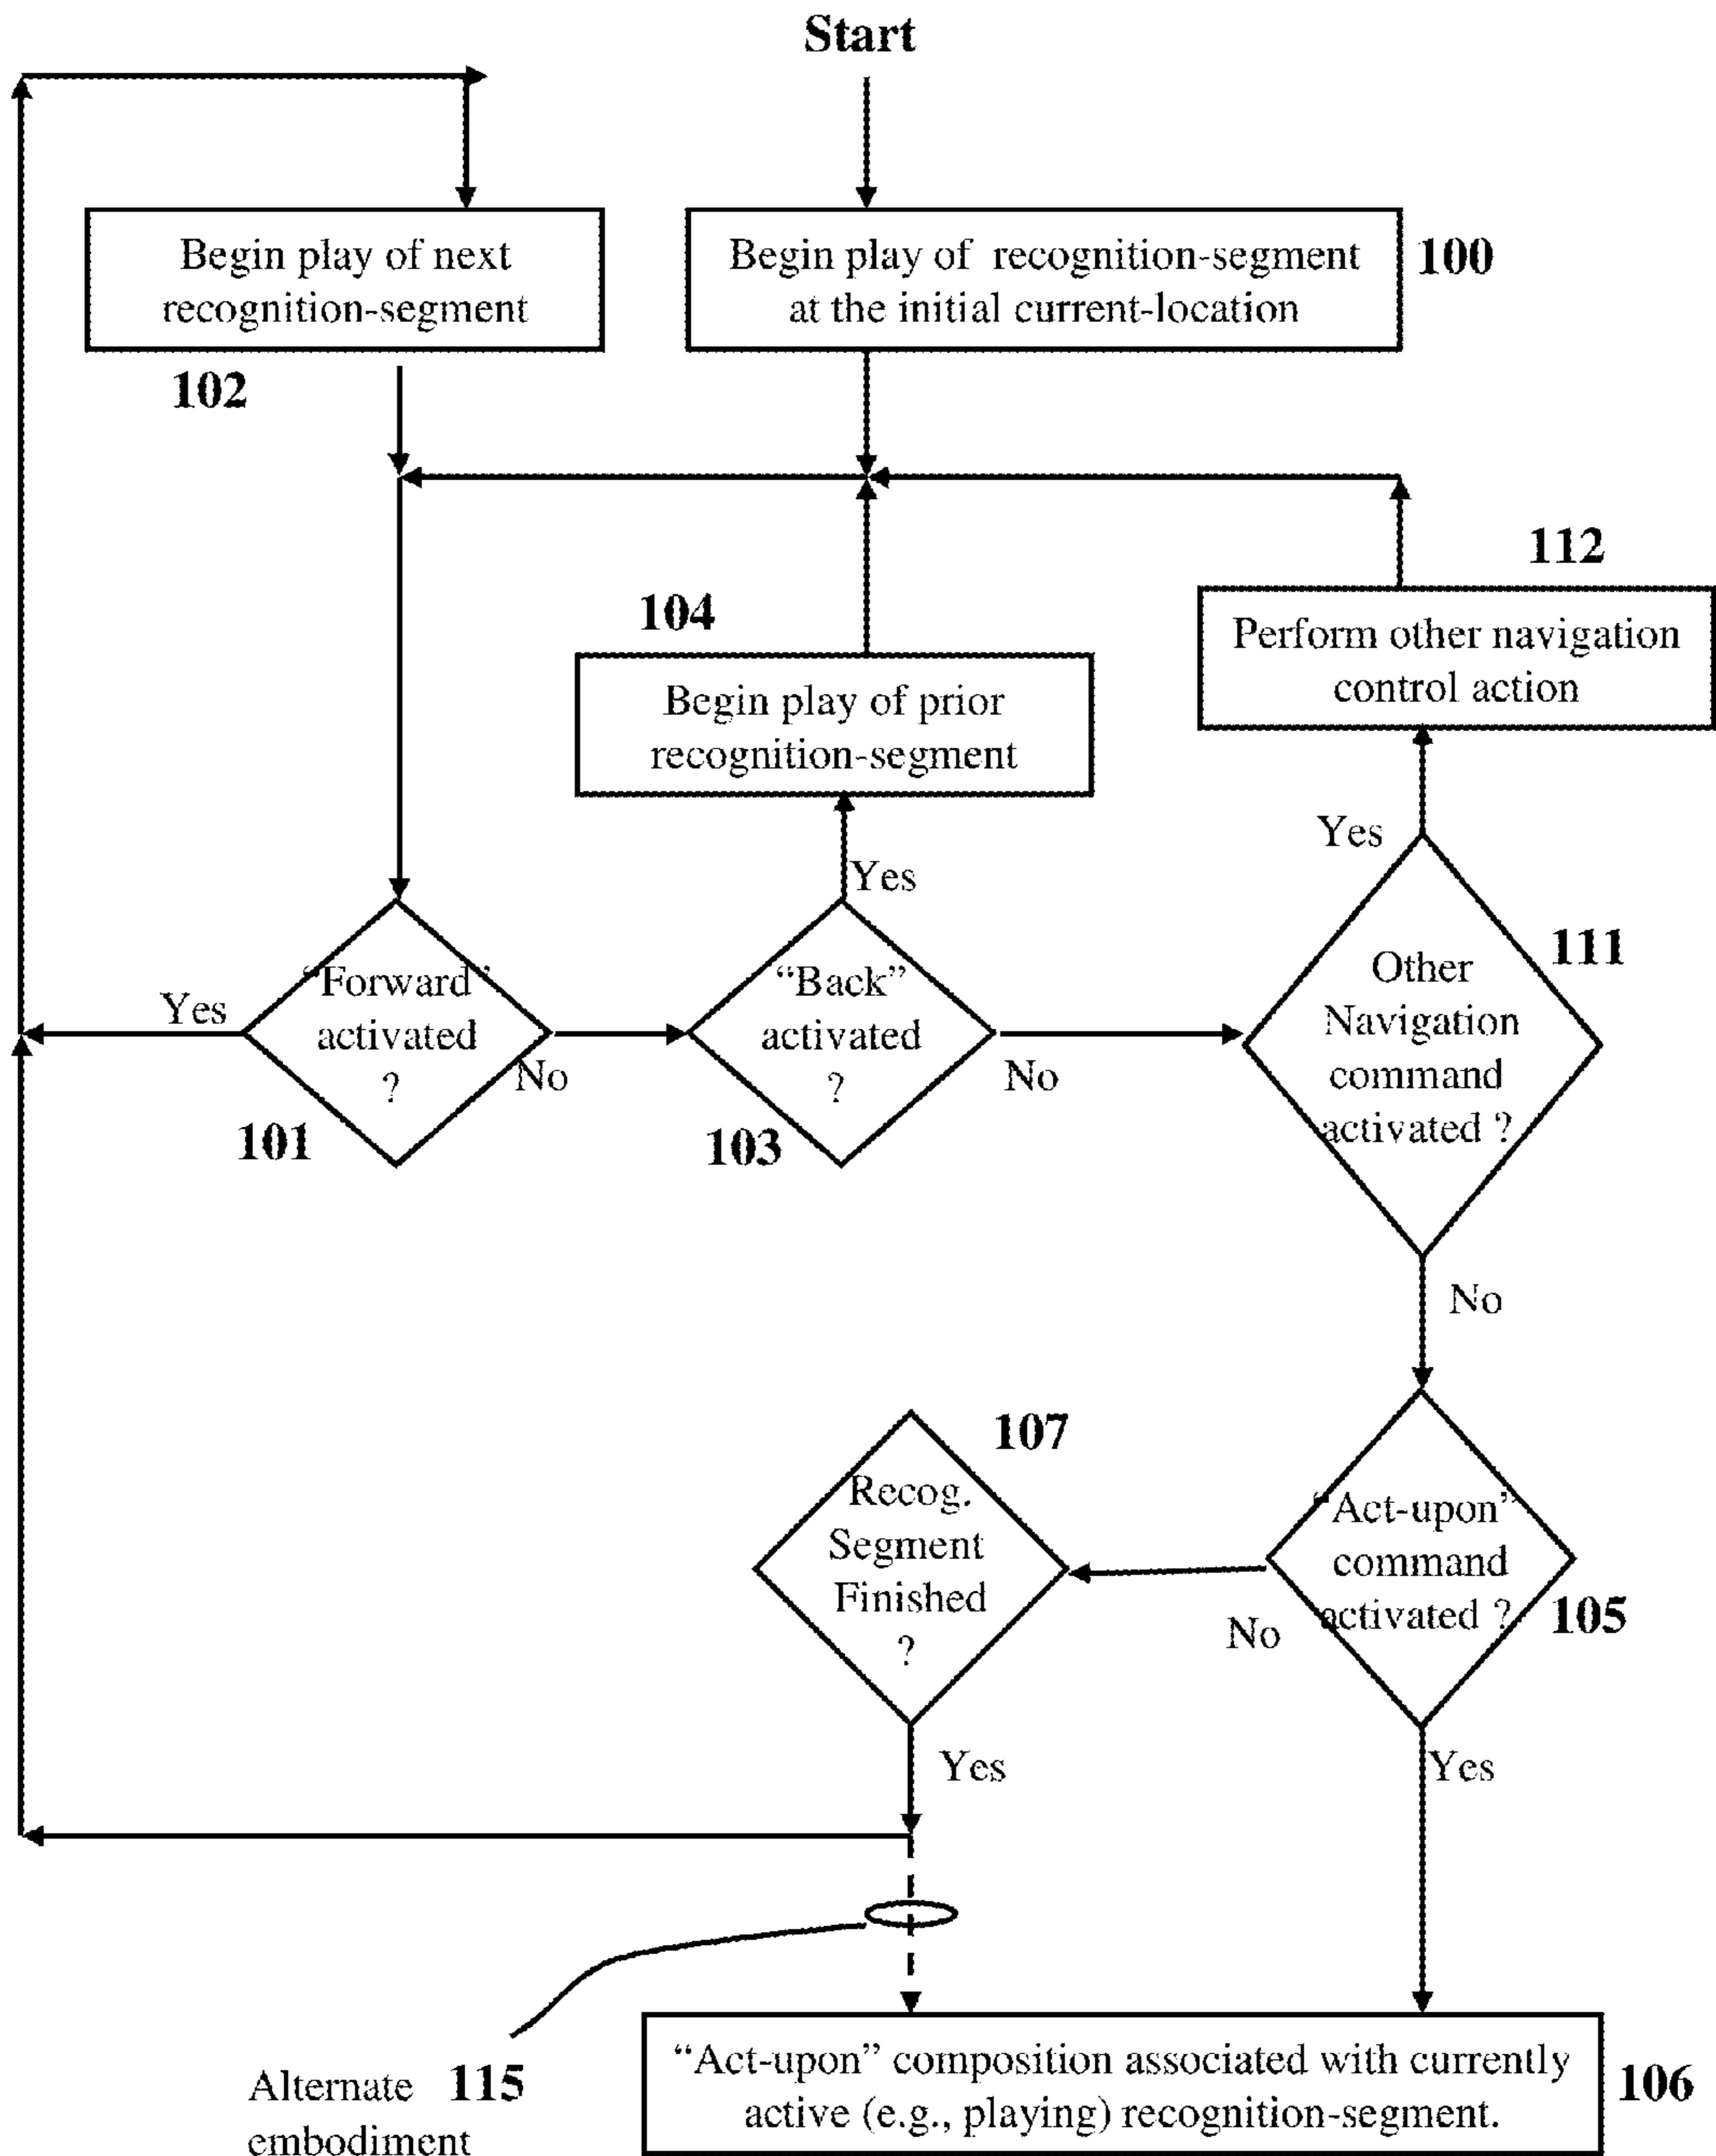 Start
Begin play of next
recognition-segment
102
Begin play of recognition-segment
at the initial current-location
100
112
Perform other navigation
control action
104
Begin play of prior
recognition-segment
Yes
Yes
“Forward”
activated
?
Yes
No
101
“Back”
activated
?
No
103
Other
Navigation
command
activated ?
111
No
107
Recog.
Segment
Finished
?
“Act-upon”
command
activated ?
105
No
Yes
Yes
Alternate 115
embodiment
“Act-upon” composition associated with currently
active (e.g., playing) recognition-segment.
106